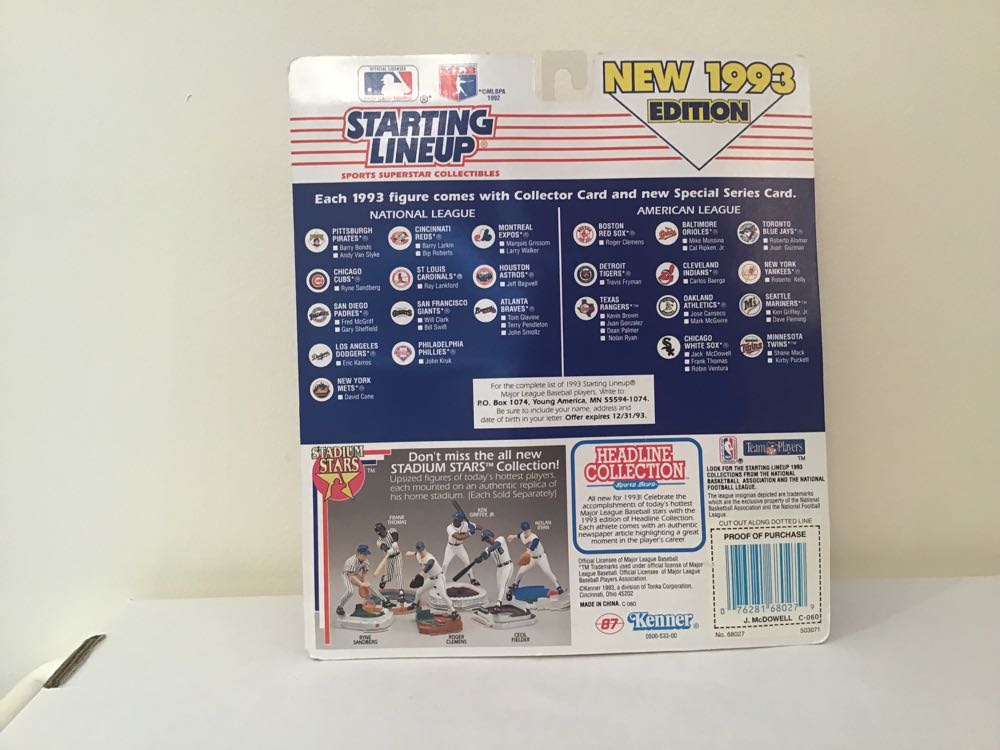 OFFICIAL LICENSEE
MAJOR LEAGUE BASEBALL
®
*©MLBPA
1992
NEW 1993
EDITION
STARTING
LINEUP®
SPORTS SUPERSTAR COLLECTIBLES
Each 1993 figure comes with Collector Card and new Special Series Card.
NATIONAL LEAGUE
PITTSBURGH
PIRATES*®
Barry Bonds
Andy Van Slyke
CINCINNATI
REDS*®
Barry Larkin
Bip Roberts
MONTREAL
EXPOS*®
Marquis Grissom
Larry Walker
CHICAGO
CUBS*®
Ryne Sandberg
ST LOUIS
CARDINALS*®
Ray Lankford
HOUSTON
ASTROS*®
Jeff Bagwell
SAN DIEGO
PADRES*®
Fred McGriff
Gary Sheffield
SAN FRANCISCO
GIANTS*®
Will Clark
Bill Swift
ATLANTA
BRAVES*®
Tom Glavine
Terry Pendleton
John Smoltz
LOS ANGELES
DODGERS*®
Eric Karros
PHILADELPHIA
PHILLIES*®
John Kruk
NEW YORK
METS*®
David Cone
AMERICAN LEAGUE
BOSTON
RED SOX*®
Roger Clemens
BALTIMORE
ORIOLES*®
Mike Mussina
Cal Ripken, Jr.
TORONTO
BLUE JAYS*®
Roberto Alomar
Juan Guzman
DETROIT
TIGERS*®
Travis Fryman
CLEVELAND
INDIANS*®
Carlos Baerga
NEW YORK
YANKEES*®
Roberto Kelly
TEXAS
RANGERS*™
Kevin Brown
Juan Gonzalez
Dean Palmer
Nolan Ryan
OAKLAND
ATHLETICS*®
Jose Canseco
Mark McGwire
SEATTLE
MARINERS*™
Ken Griffey, Jr
Dave Fleming
CHICAGO
WHITE SOX*®
Jack McDowell
Frank Thomas
Robin Ventura
MINNESOTA
TWINS*™
Shane Mack
Kirby Puckett
For the complete list of 1993 Starting Lineup®
Major League Baseball players, Write to
P.O. Box 1074, Young America, MN 55594-1074.
Be sure to include your name, address and
date of birth in your letter. Offer expires 12/31/93.
STADIUM
STARS ™
Don't miss the all new
STADIUM STARS™ Collection!
Upsized figures of today's hottest players,
each mounted on an authentic replica of
his home stadium. (Each Sold Separately)
FRANK
THOMAS
KEN
GRIFFEY, JR.
NOLAN
RYAN
RYNE
SANDBERG
ROGER
CLEMENS
CECIL
FIELDER
HEADLINE
COLLECTION
Sports Stars
All new for 1993! Celebrate the
accomplishments of today's hottest
Major League Baseball stars with the
1993 edition of Headline Collection.
Each athlete comes with an authentic
newspaper article highlighting a great
moment in the player's career
Official Licensee of Major League Baseball.
*™ Trademarks used under official license of Major
League Baseball. Official Licensee of Major League
Baseball Players Association.
©Kenner 1993, a division of Tonka Corporation,
Cincinnati, Ohio 45202
MADE IN CHINA. C-060
87 Kenner®
0500-533-00
NBA
®
Team NFL Players
™
LOOK FOR THE STARTING LINEUP 1993
COLLECTIONS FROM THE NATIONAL
BASKETBALL ASSOCIATION AND THE NATIONAL
FOOTBALL LEAGUE.
The league insignias depicted are trademarks
which are the exclusive property of the National
Basketball Association and the National Football
League.
CUT OUT ALONG DOTTED LINE
PROOF OF PURCHASE
0 76281 68027 9
J. McDOWELL C-060
No. 68027 503071